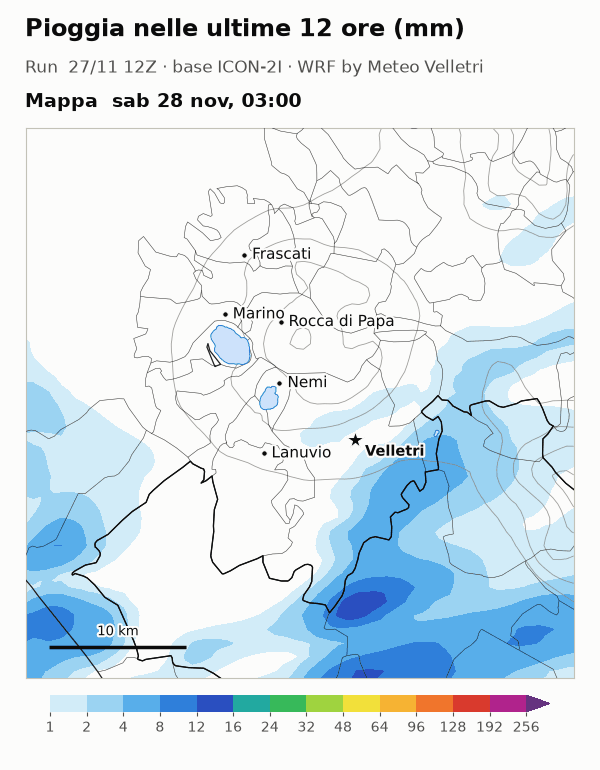 Pioggia nelle ultime 12 ore (mm)
Run  27/11 12Z · base ICON-2I · WRF by Meteo Velletri
Mappa  sab 28 nov, 03:00
Frascati
Marino
Rocca di Papa
Nemi
Velletri
Lanuvio
10 km
1 2 4 8 12 16 24 32 48 64 96 128 192 256